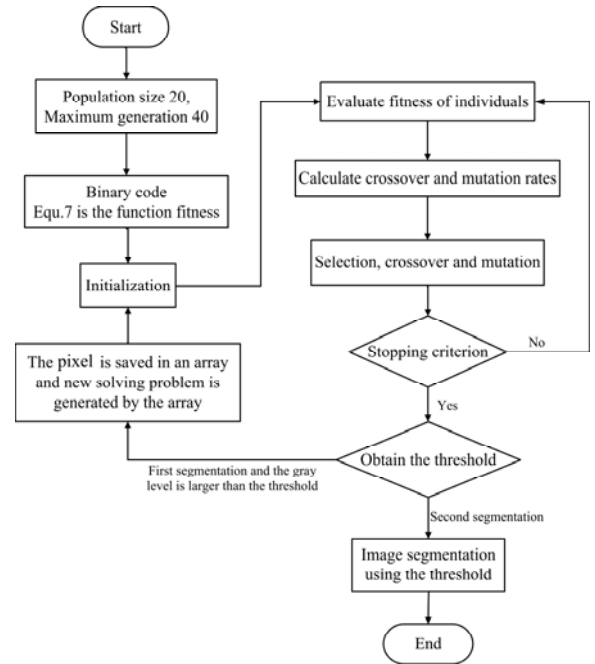 Start
Population size 20,
Maximum generation 40
Binary code
Equ.7 is the function fitness
Initialization
The pixel is saved in an array
and new solving problem is
generated by the array
Evaluate fitness of individuals
Calculate crossover and mutation rates
Selection, crossover and mutation
Stopping criterion
No
Yes
Obtain the threshold
First segmentation and the gray
level is larger than the threshold
Second segmentation
Image segmentation
using the threshold
End